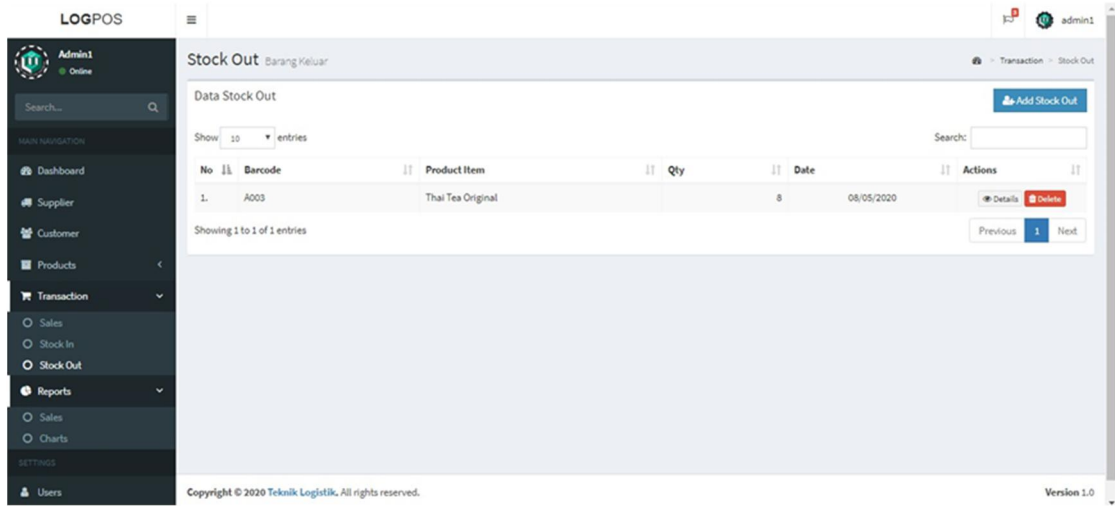 LOGPOS
9
admin1
Admin1
Online
Search...
MAIN NAVIGATION
Dashboard
Supplier
Customer
Products
Transaction
Sales
Stock In
Stock Out
Reports
Sales
Charts
SETTINGS
Users
Stock Out Barang Keluar
> Transaction > Stock Out
Data Stock Out
Add Stock Out
Show 10 entries
Search:
No Barcode Product Item Qty Date Actions
1. A003 Thai Tea Original 8 08/05/2020 Details Delete
Showing 1 to 1 of 1 entries
Previous 1 Next
Copyright © 2020 Teknik Logistik. All rights reserved.
Version 1.0